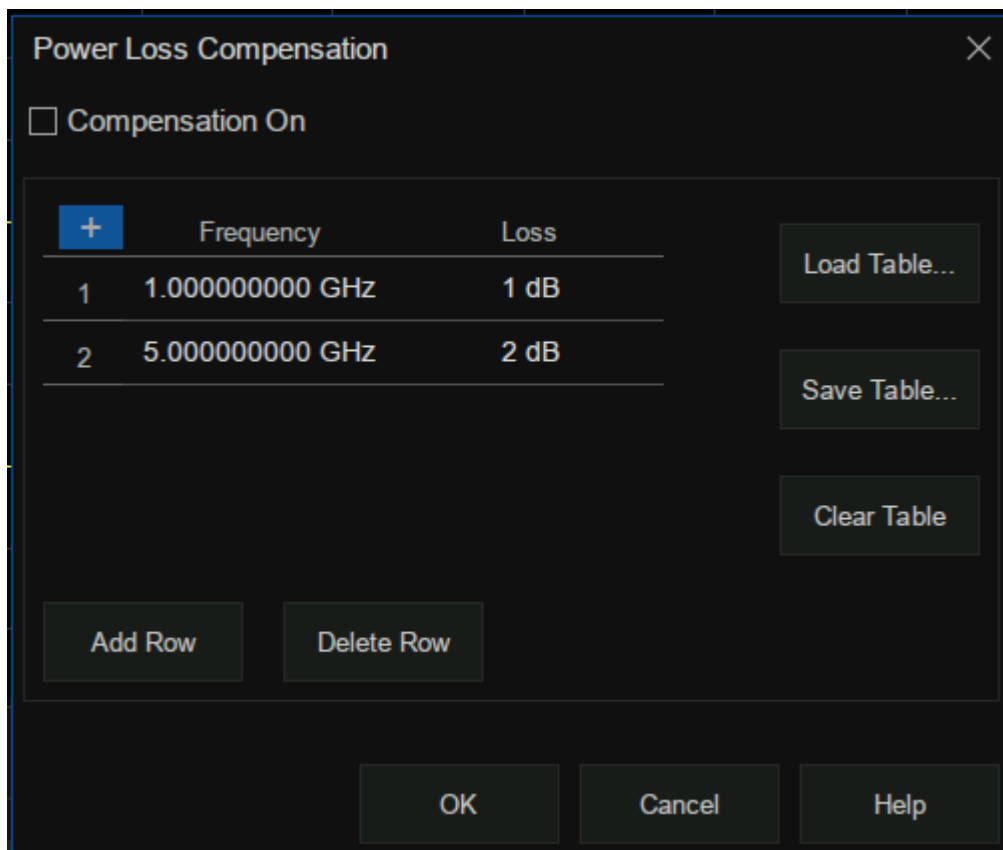 Power Loss Compensation
Compensation On
+ Frequency Loss
1 1.000000000 GHz 1 dB
2 5.000000000 GHz 2 dB
Load Table...
Save Table...
Clear Table
Add Row Delete Row
OK Cancel Help